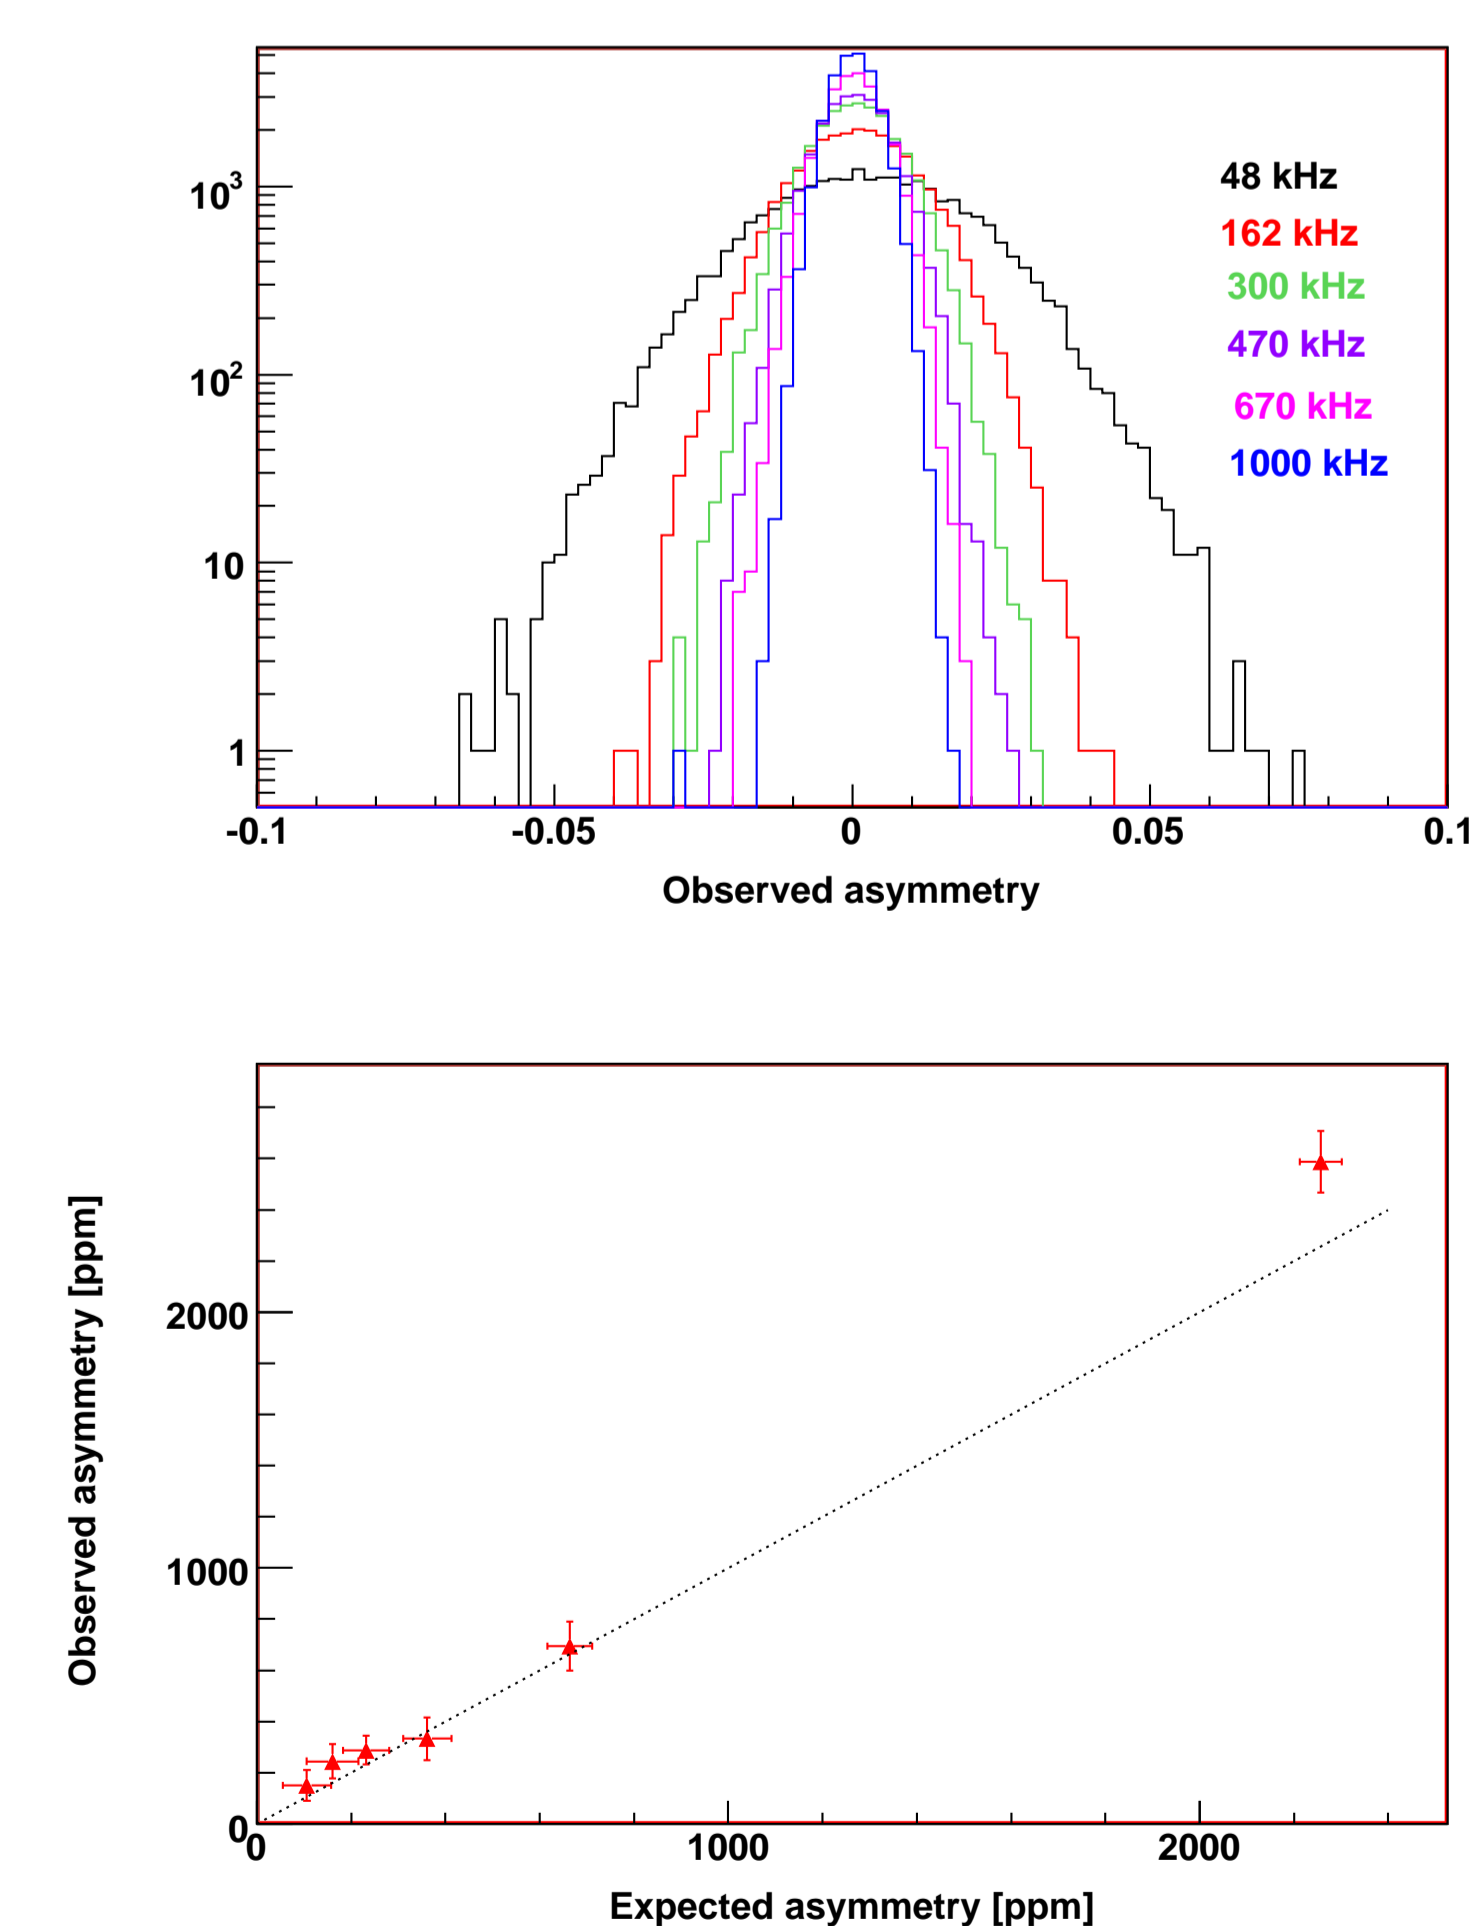 10³
10²
10
1
48 kHz
162 kHz
300 kHz
470 kHz
670 kHz
1000 kHz
-0.1 -0.05 0 0.05 0.1
Observed asymmetry
Observed asymmetry [ppm]
2000
1000
0
0 1000 2000
Expected asymmetry [ppm]